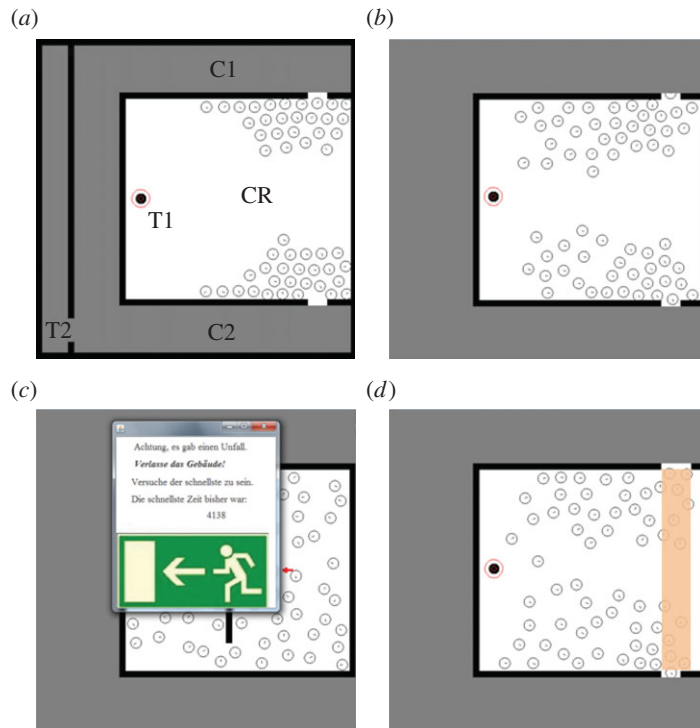 (a)
(b)
C1
CR
T1
T2
C2
(c)
(d)
Achtung, es gab einen Unfall.
Verlasse das Gebäude!
Versuche der schnellste zu sein.
Die schnellste Zeit bisher war:
4138